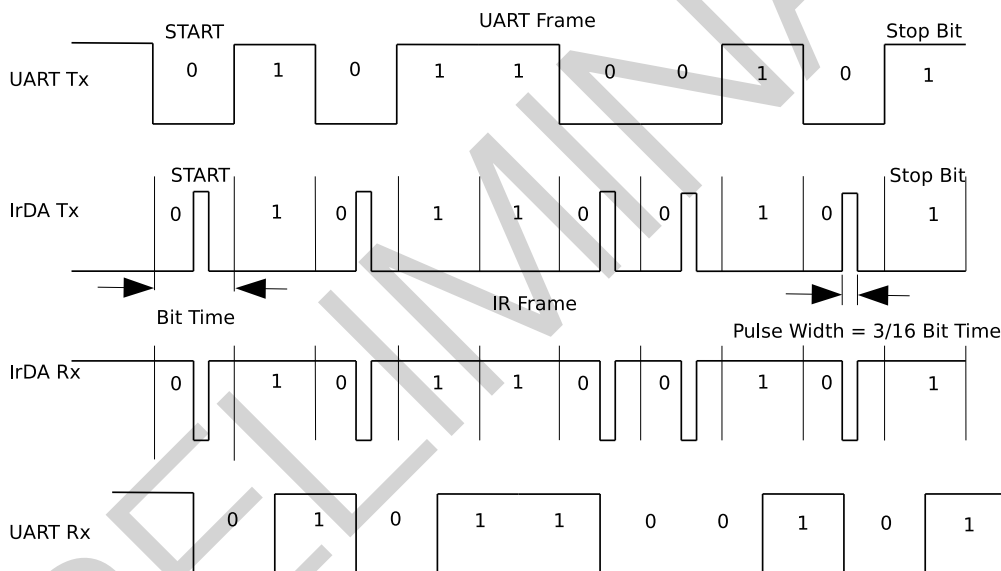 UART Frame
START
Stop Bit
UART Tx
0 1 0 1 1 0 0 1 0 1
START
Stop Bit
IrDA Tx
0 1 0 1 1 0 0 1 0 1
Bit Time
IR Frame
Pulse Width = 3/16 Bit Time
IrDA Rx
0 1 0 1 1 0 0 1 0 1
UART Rx
0 1 0 1 1 0 0 1 0 1